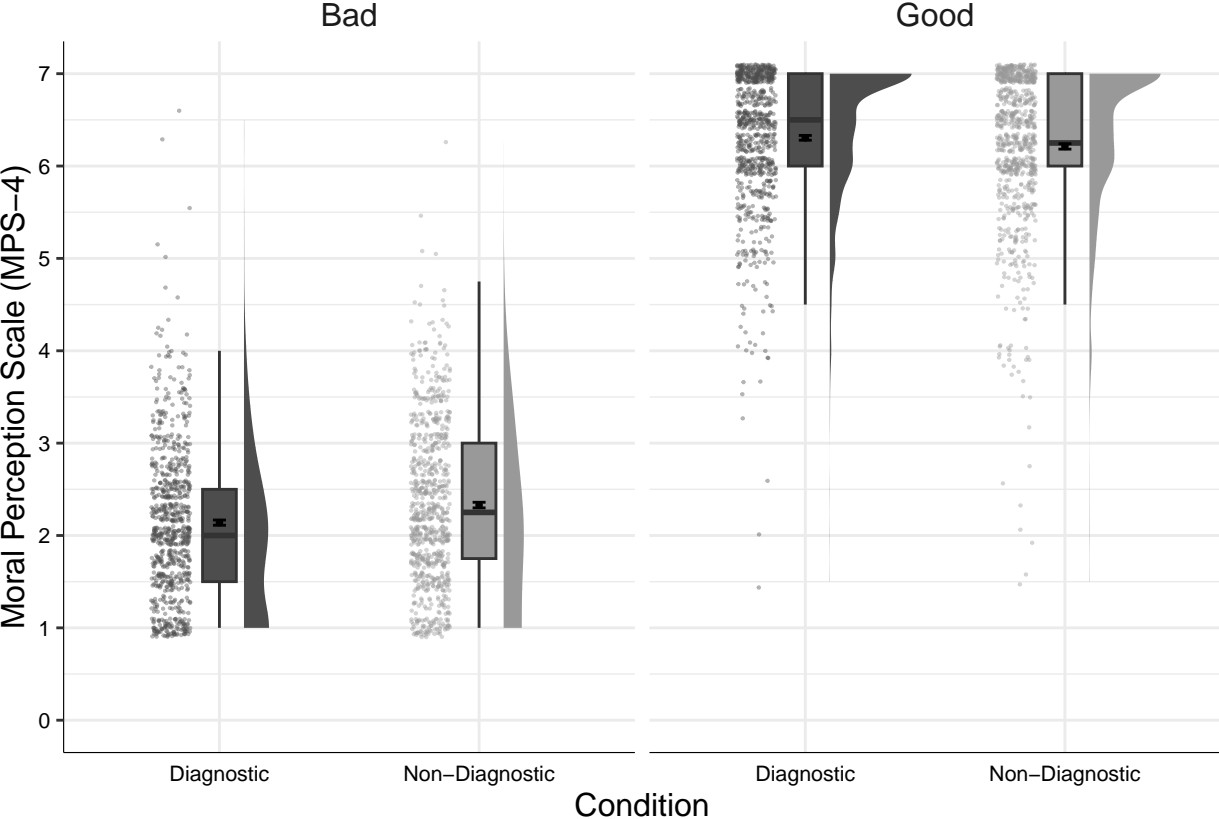 Bad
Good
Moral Perception Scale (MPS−4)
7
6
5
4
3
2
1
0
Diagnostic
Non−Diagnostic
Diagnostic
Non−Diagnostic
Condition